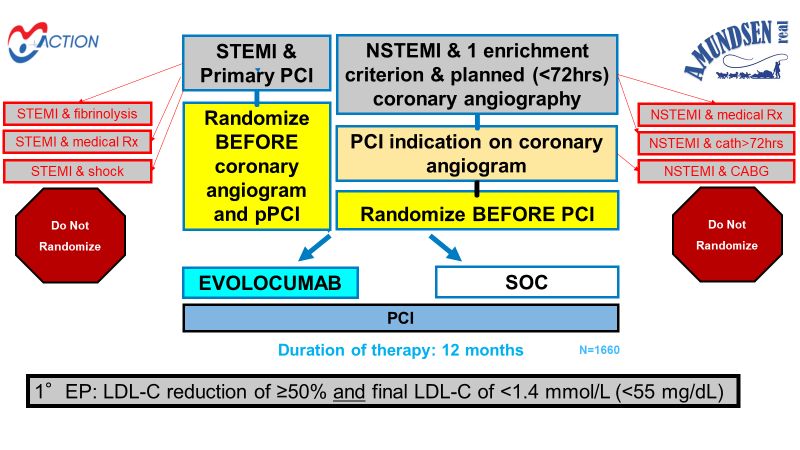 ACTION
AMUNDSEN real
STEMI &
Primary PCI
NSTEMI & 1 enrichment
criterion & planned (<72hrs)
coronary angiography
STEMI & fibrinolysis
STEMI & medical Rx
STEMI & shock
Randomize
BEFORE
coronary
angiogram
and pPCI
PCI indication on coronary
angiogram
Randomize BEFORE PCI
NSTEMI & medical Rx
NSTEMI & cath>72hrs
NSTEMI & CABG
Do Not
Randomize
Do Not
Randomize
EVOLOCUMAB
SOC
PCI
Duration of therapy: 12 months
N=1660
1° EP: LDL-C reduction of ≥50% and final LDL-C of <1.4 mmol/L (<55 mg/dL)